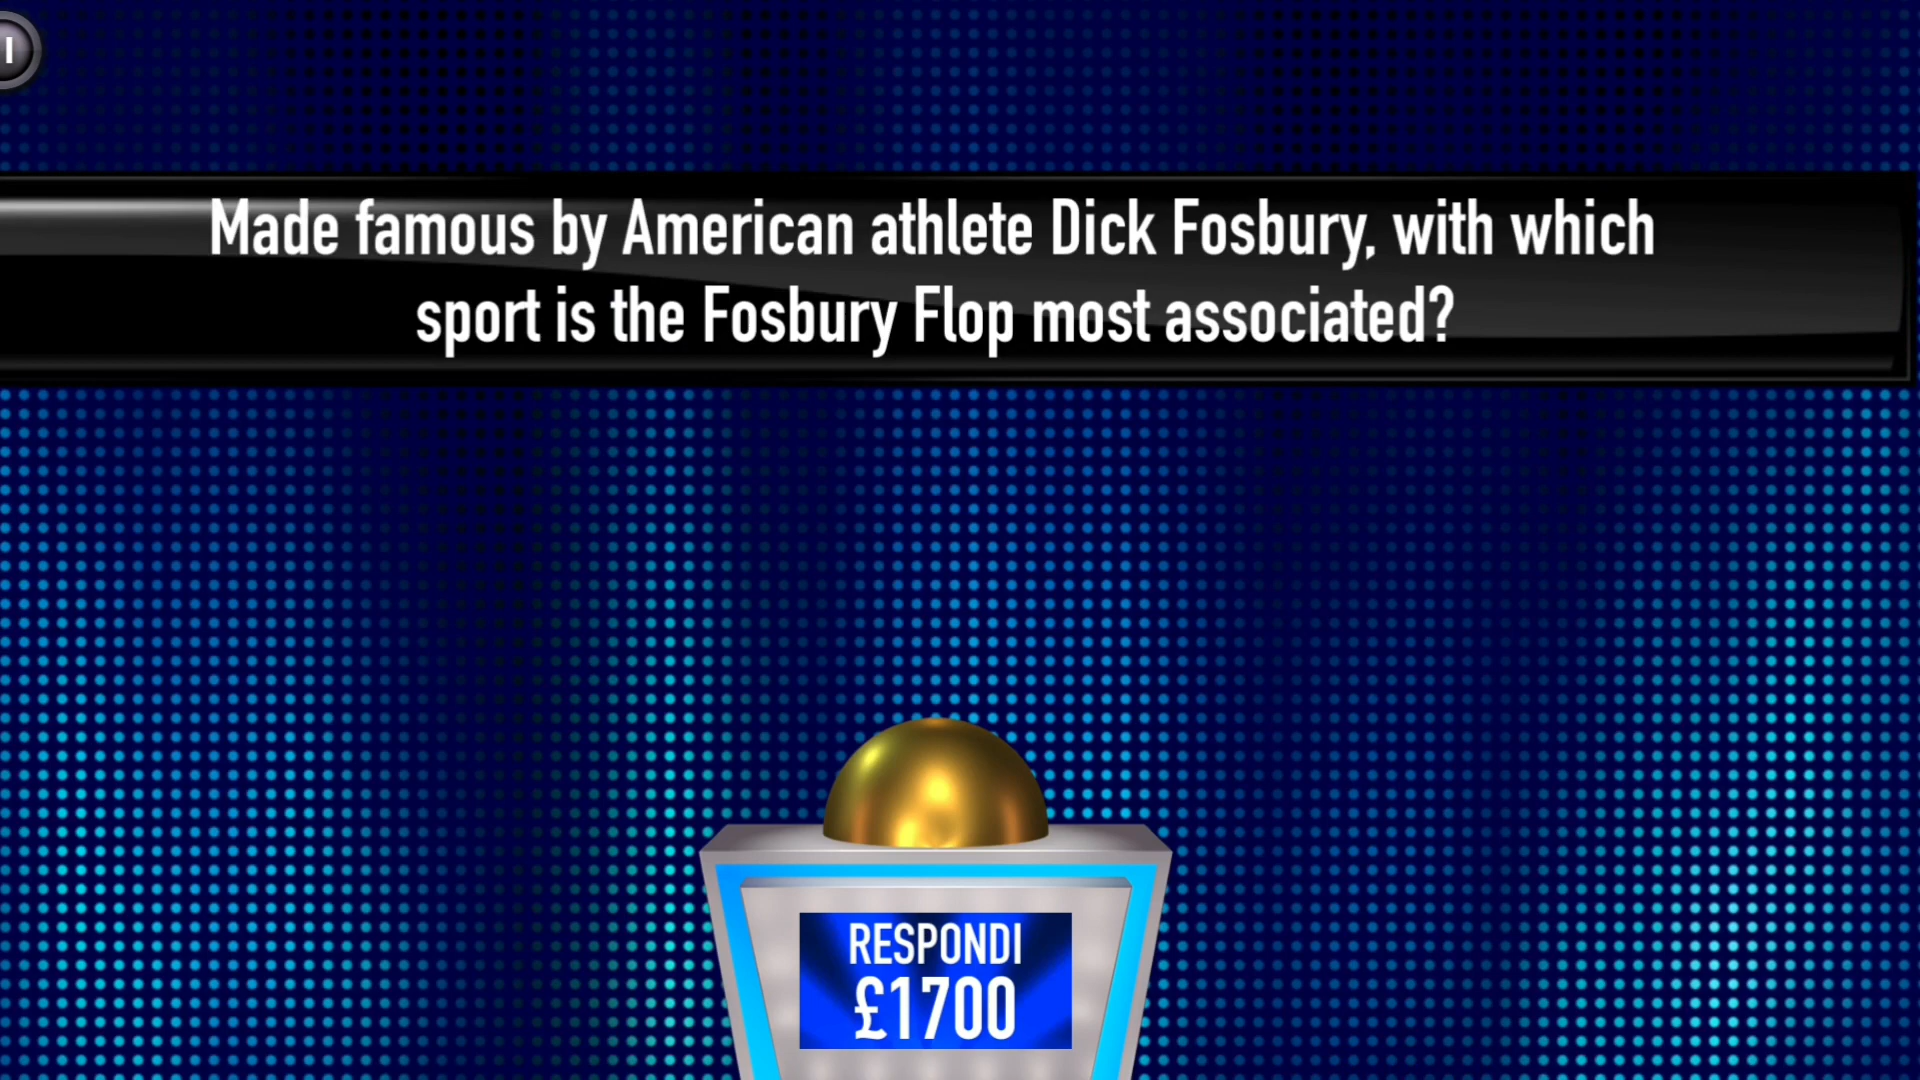 Made famous by American athlete Dick Fosbury, with which
sport is the Fosbury Flop most associated?
RESPONDI
£1700